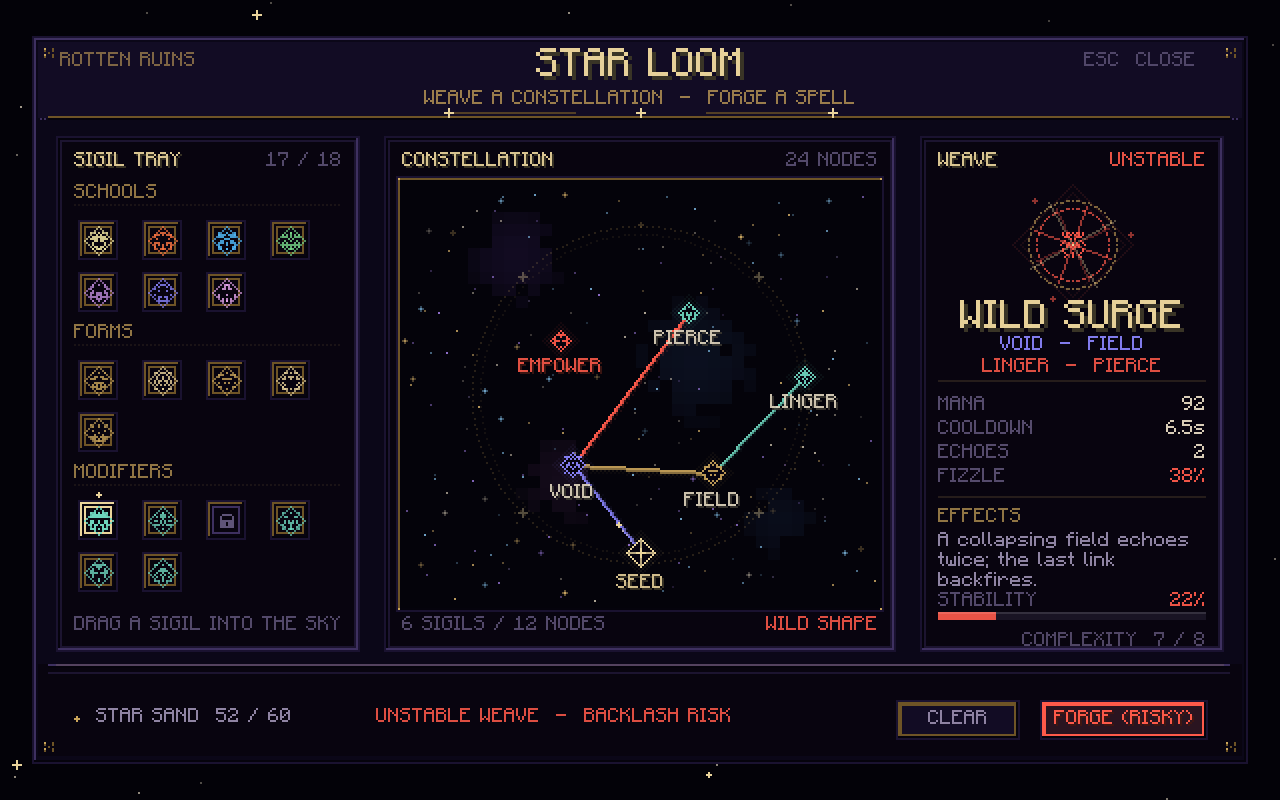 ROTTEN RUINS
STAR LOOM
ESC CLOSE
WEAVE A CONSTELLATION – FORGE A SPELL
SIGIL TRAY 17 / 18
SCHOOLS
FORMS
MODIFIERS
DRAG A SIGIL INTO THE SKY
CONSTELLATION 24 NODES
PIERCE
EMPOWER
LINGER
VOID
FIELD
SEED
6 SIGILS / 12 NODES WILD SHAPE
WEAVE UNSTABLE
WILD SURGE
VOID – FIELD
LINGER – PIERCE
MANA 92
COOLDOWN 6.5s
ECHOES 2
FIZZLE 38%
EFFECTS
A collapsing field echoes
twice; the last link
backfires.
STABILITY 22%
COMPLEXITY 7 / 8
STAR SAND 52 / 60
UNSTABLE WEAVE – BACKLASH RISK
CLEAR
FORGE (RISKY)